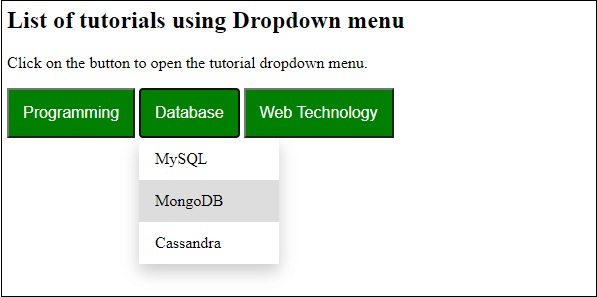 List of tutorials using Dropdown menu
Click on the button to open the tutorial dropdown menu.
Programming Database Web Technology
MySQL
MongoDB
Cassandra